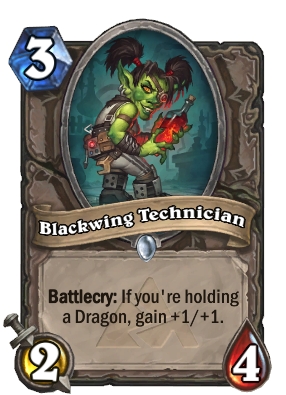 3
Blackwing Technician
Battlecry: If you're holding
a Dragon, gain +1/+1.
2
4